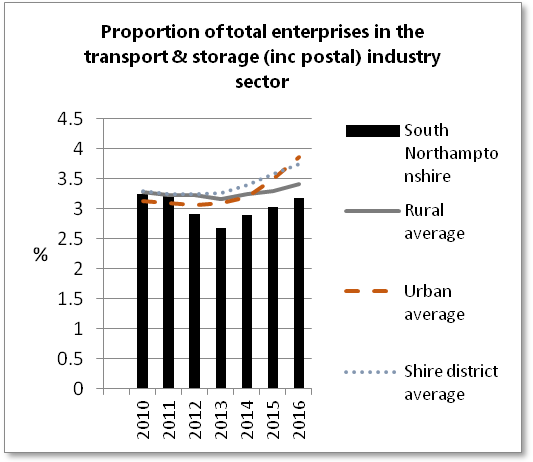 Proportion of total enterprises in the
transport & storage (inc postal) industry
sector
4.5
4
3.5
3
2.5
2
1.5
1
0.5
0
%
2010
2011
2012
2013
2014
2015
2016
South
Northampto
nshire
Rural
average
Urban
average
Shire district
average